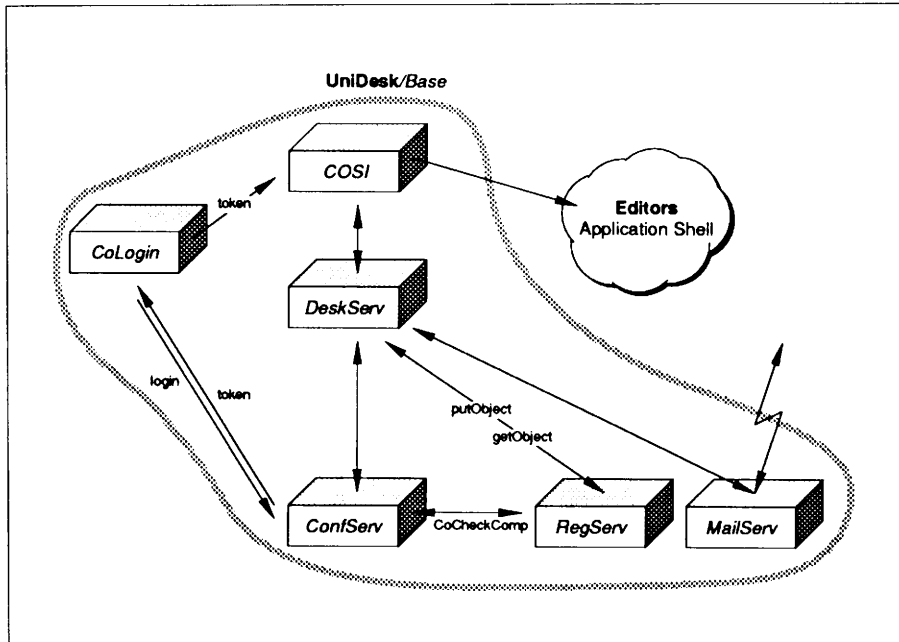 UniDesk/Base
COSI
token
Editors
Application Shell
CoLogin
DeskServ
login
token
putObject
getObject
ConfServ
CoCheckComp
RegServ
MailServ